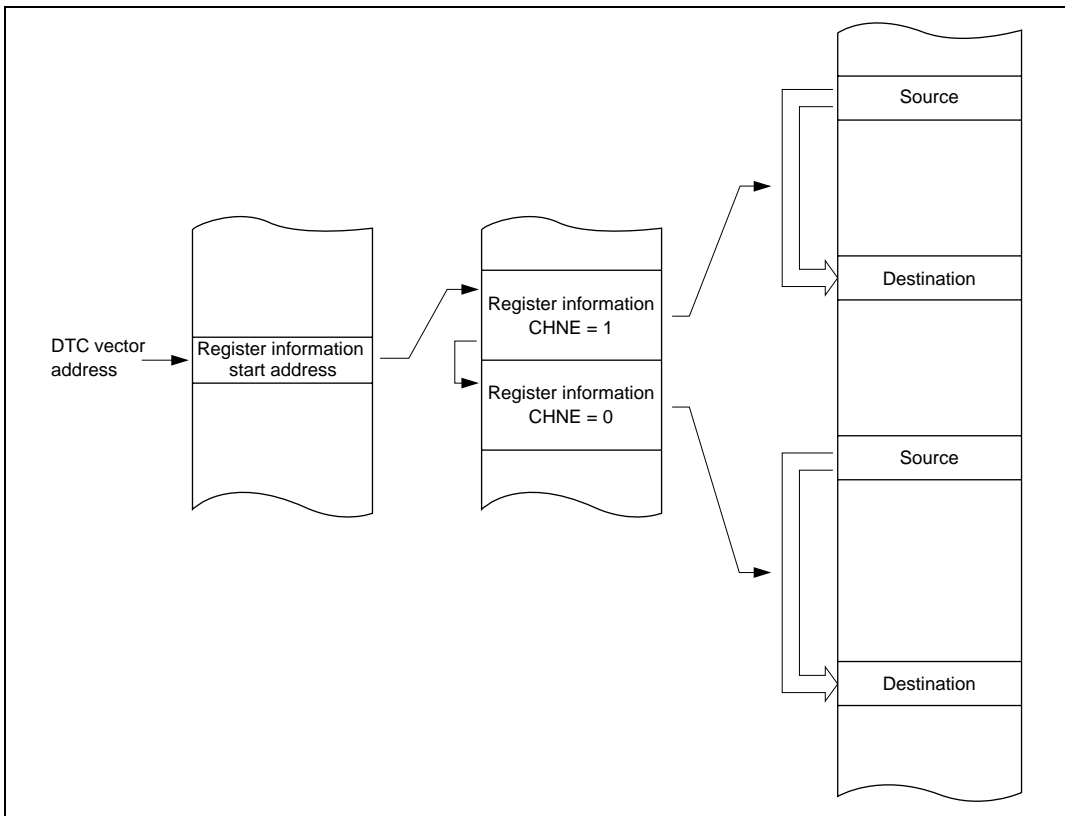 DTC vector
address
Register information
start address
Register information
CHNE = 1
Register information
CHNE = 0
Source
Destination
Source
Destination